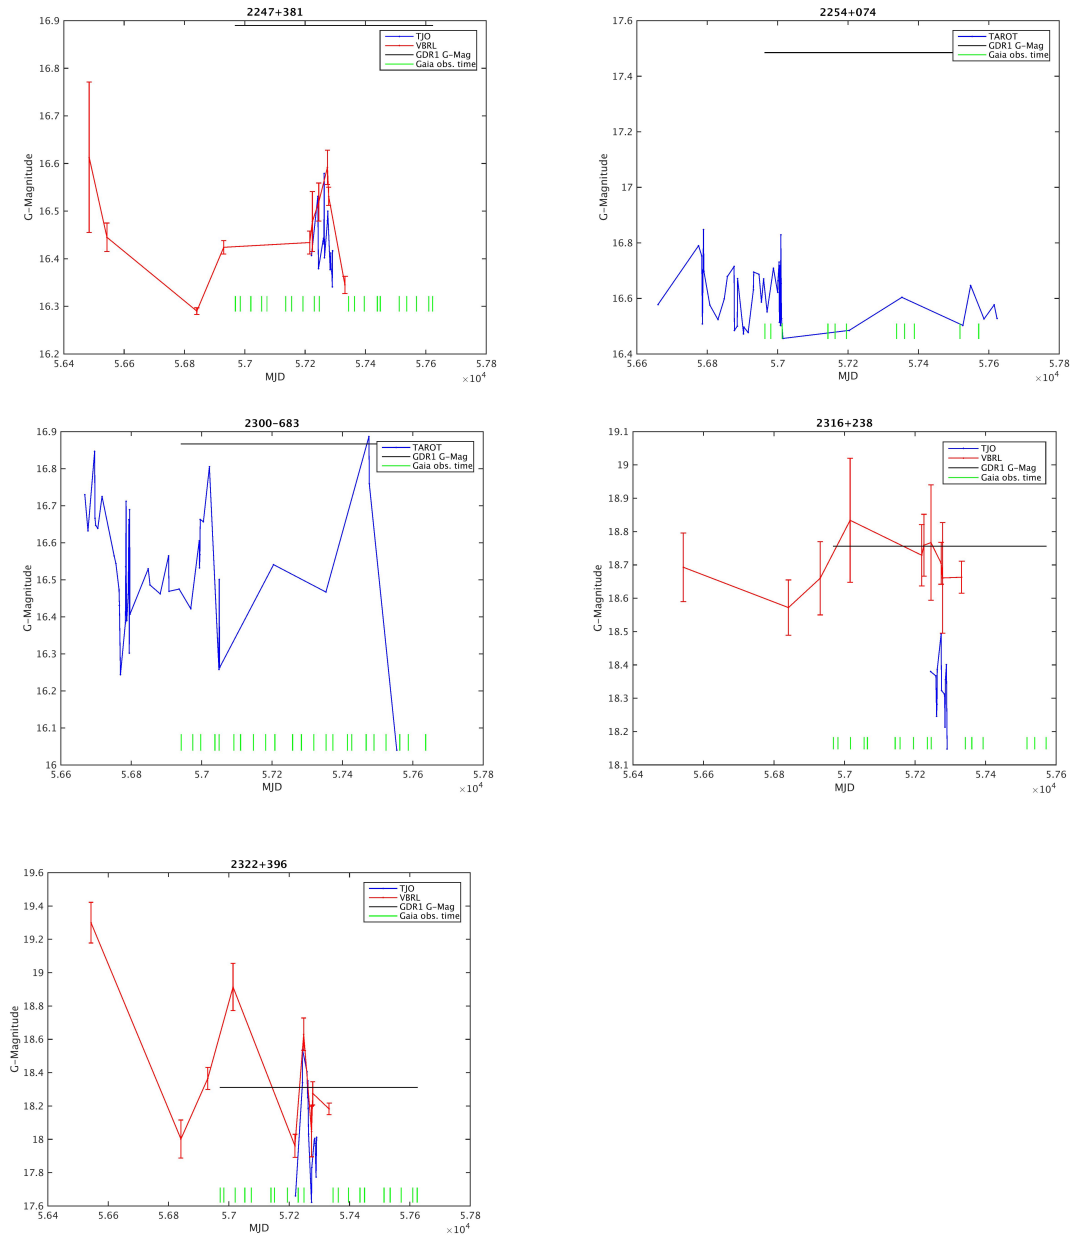 2247+381
16.9
16.8
16.7
16.6
16.5
16.4
16.3
16.2
G-Magnitude
TJO
VBRL
GDR1 G-Mag
Gaia obs. time
5.64 5.66 5.68 5.7 5.72 5.74 5.76 5.78
MJD
×10⁴
2254+074
17.6
17.4
17.2
17
16.8
16.6
16.4
G-Magnitude
TAROT
GDR1 G-Mag
Gaia obs. time
5.66 5.68 5.7 5.72 5.74 5.76 5.78
MJD
×10⁴
2300-683
16.9
16.8
16.7
16.6
16.5
16.4
16.3
16.2
16.1
16
G-Magnitude
TAROT
GDR1 G-Mag
Gaia obs. time
5.66 5.68 5.7 5.72 5.74 5.76 5.78
MJD
×10⁴
2316+238
19.1
19
18.9
18.8
18.7
18.6
18.5
18.4
18.3
18.2
18.1
G-Magnitude
TJO
VBRL
GDR1 G-Mag
Gaia obs. time
5.64 5.66 5.68 5.7 5.72 5.74 5.76
MJD
×10⁴
2322+396
19.6
19.4
19.2
19
18.8
18.6
18.4
18.2
18
17.8
17.6
G-Magnitude
TJO
VBRL
GDR1 G-Mag
Gaia obs. time
5.64 5.66 5.68 5.7 5.72 5.74 5.76 5.78
MJD
×10⁴